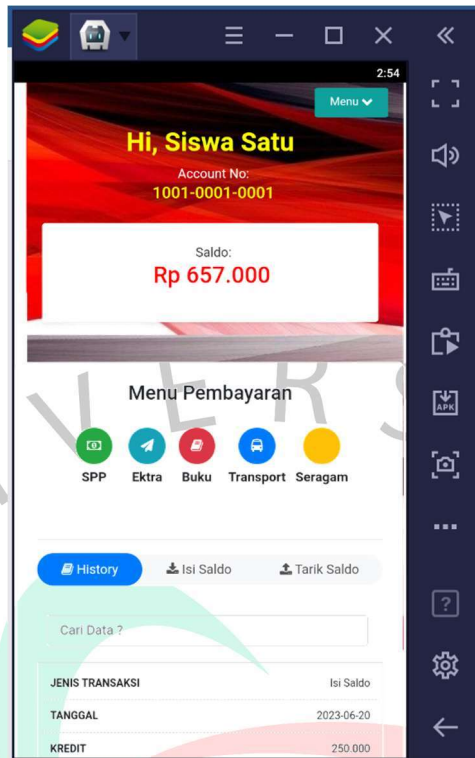 2:54
Menu
Hi, Siswa Satu
Account No:
1001-0001-0001
Saldo:
Rp 657.000
Menu Pembayaran
SPP Ektra Buku Transport Seragam
History Isi Saldo Tarik Saldo
Cari Data ?
JENIS TRANSAKSI Isi Saldo
TANGGAL 2023-06-20
KREDIT 250.000
APK
V E R S